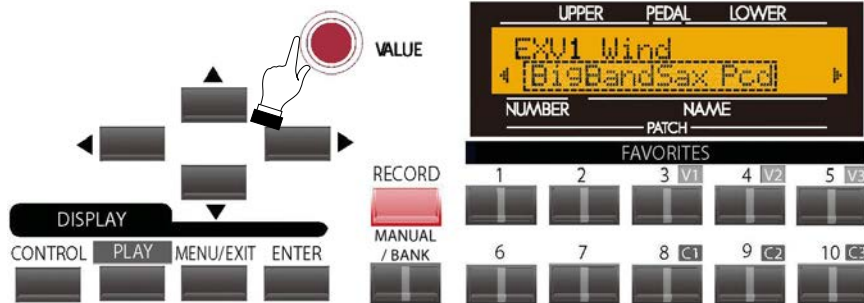 UPPER PEDAL LOWER
VALUE
EXV1 Wind
BigBandSax Pcd
NUMBER NAME
PATCH
FAVORITES
RECORD
1 2 3 V1 4 V2 5 V3
DISPLAY
MANUAL
/ BANK
CONTROL PLAY MENU/EXIT ENTER
6 7 8 C1 9 C2 10 C3